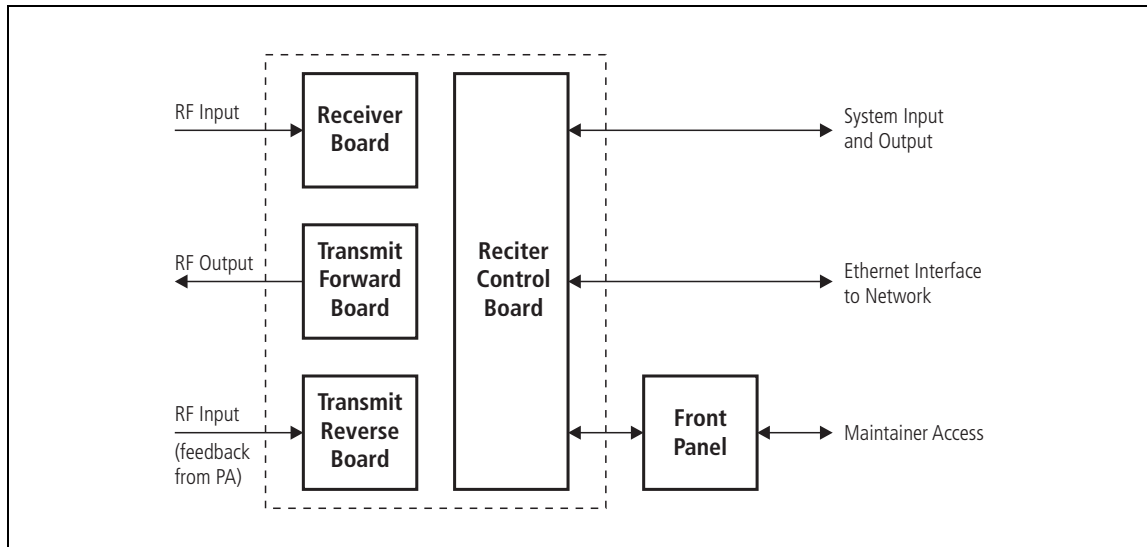 RF Input
Receiver
Board
System Input
and Output
RF Output
Transmit
Forward
Board
Reciter
Control
Board
Ethernet Interface
to Network
RF Input
(feedback
from PA)
Transmit
Reverse
Board
Front
Panel
Maintainer Access